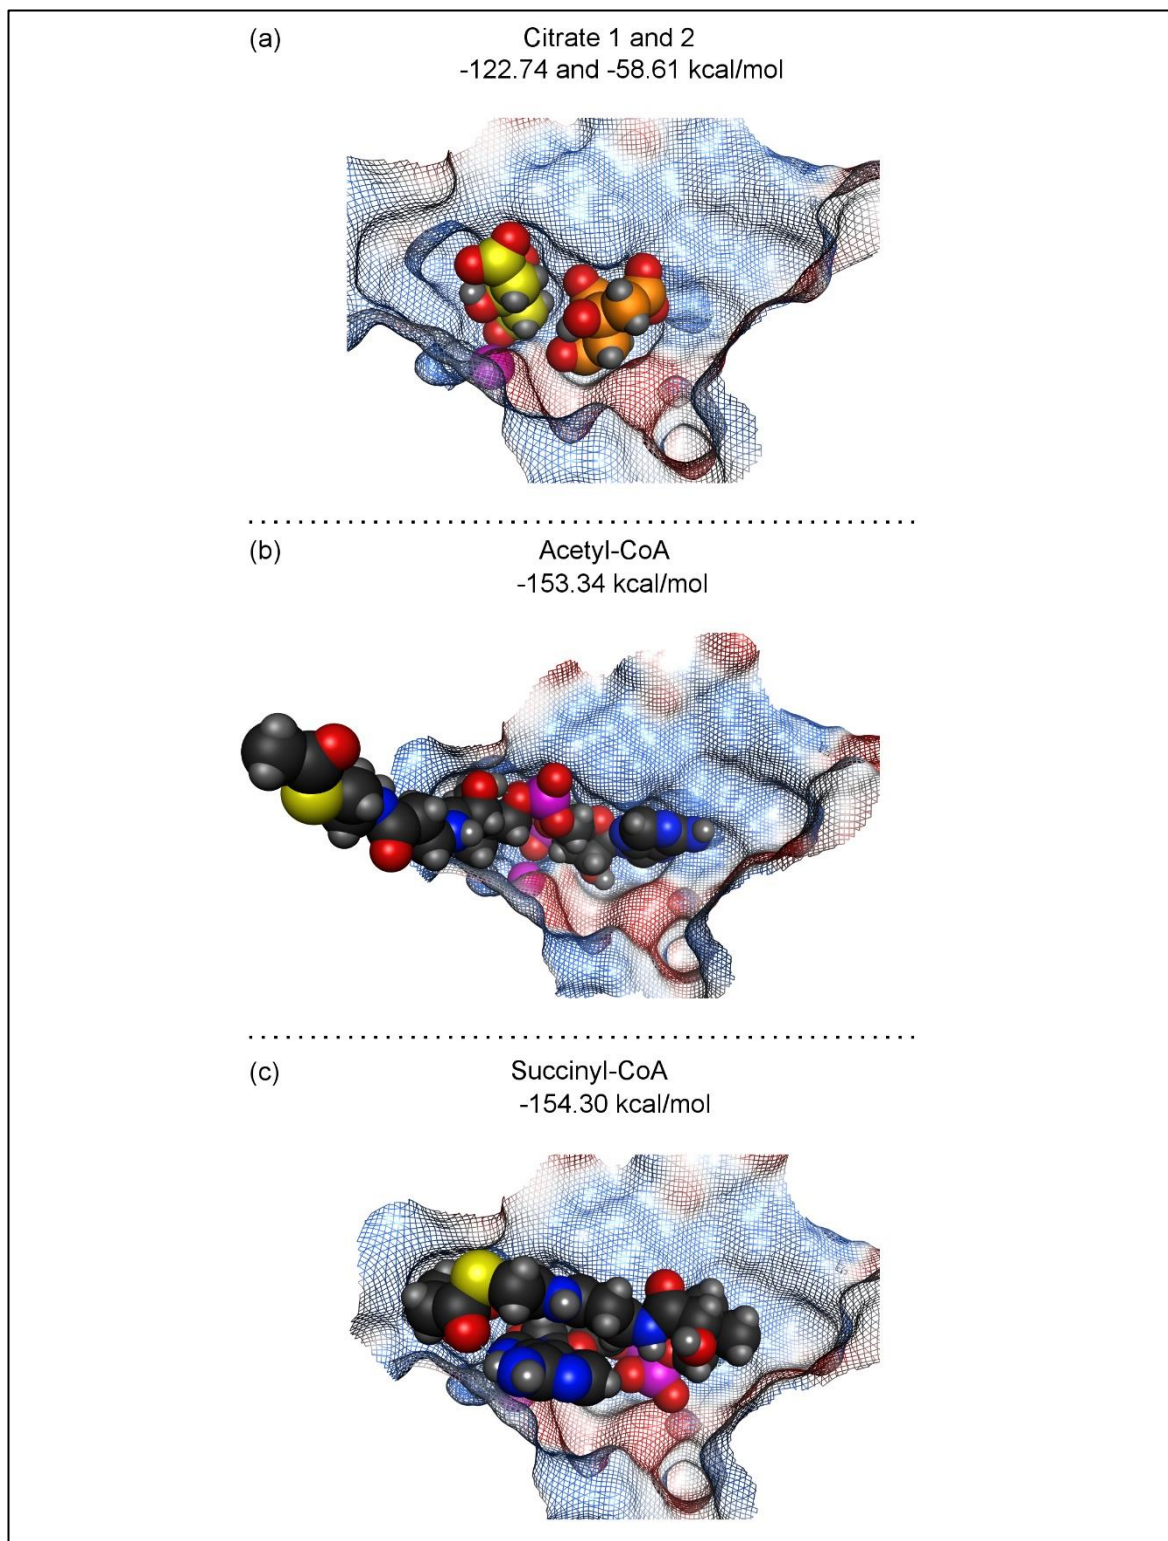 (a) Citrate 1 and 2
-122.74 and -58.61 kcal/mol
(b) Acetyl-CoA
-153.34 kcal/mol
(c) Succinyl-CoA
-154.30 kcal/mol